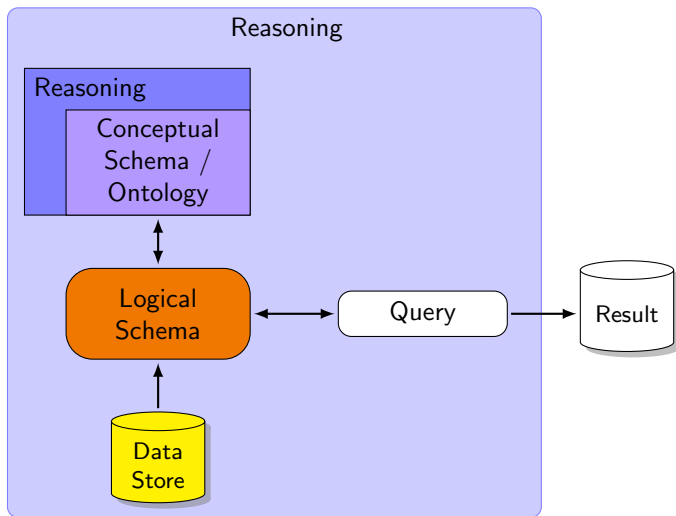 Reasoning
Reasoning
Conceptual
Schema /
Ontology
Logical
Schema
Query
Result
Data
Store